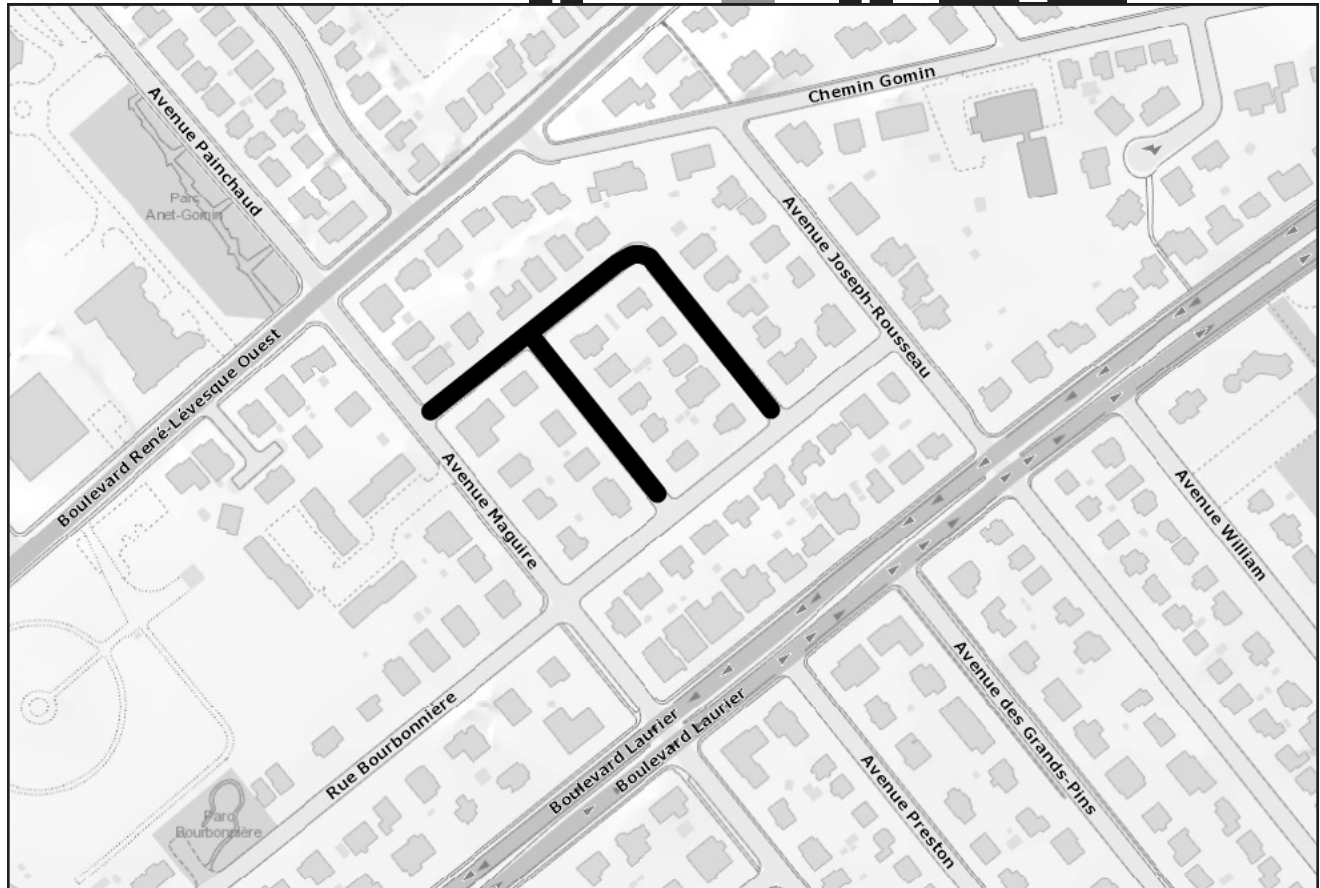 Chemin Gomin
Avenue Painchaud
Parc
Anet-Gomin
Avenue Joseph-Rousseau
Boulevard René-Lévesque Ouest
Avenue Maguire
Avenue William
Avenue des Grands-Pins
Rue Bourbonnière
Boulevard Laurier
Boulevard Laurier
Avenue Preston
Parc
Bourbonnière